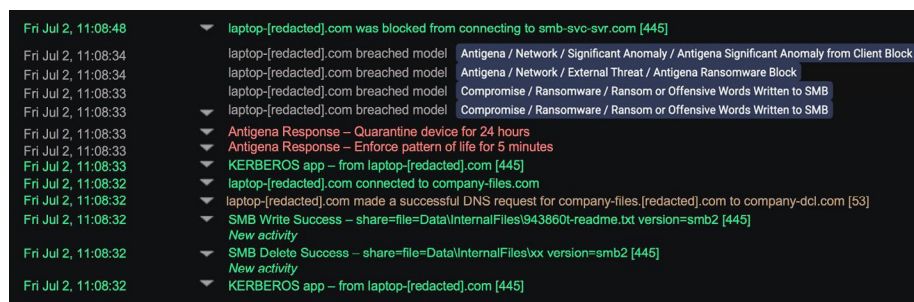 Fri Jul 2, 11:08:48 laptop-[redacted].com was blocked from connecting to smb-svc-svr.com [445]
Fri Jul 2, 11:08:34 laptop-[redacted].com breached model Antigena / Network / Significant Anomaly / Antigena Significant Anomaly from Client Block
Fri Jul 2, 11:08:34 laptop-[redacted].com breached model Antigena / Network / External Threat / Antigena Ransomware Block
Fri Jul 2, 11:08:33 laptop-[redacted].com breached model Compromise / Ransomware / Ransom or Offensive Words Written to SMB
Fri Jul 2, 11:08:33 laptop-[redacted].com breached model Compromise / Ransomware / Ransom or Offensive Words Written to SMB
Fri Jul 2, 11:08:33 Antigena Response – Quarantine device for 24 hours
Fri Jul 2, 11:08:33 Antigena Response – Enforce pattern of life for 5 minutes
Fri Jul 2, 11:08:33 KERBEROS app – from laptop-[redacted].com [445]
Fri Jul 2, 11:08:32 laptop-[redacted].com connected to company-files.com
Fri Jul 2, 11:08:32 laptop-[redacted].com made a successful DNS request for company-files.[redacted].com to company-dcl.com [53]
Fri Jul 2, 11:08:32 SMB Write Success – share=file=Data\InternalFiles\943860t-readme.txt version=smb2 [445]
New activity
Fri Jul 2, 11:08:32 SMB Delete Success – share=file=Data\InternalFiles\xx version=smb2 [445]
New activity
Fri Jul 2, 11:08:32 KERBEROS app – from laptop-[redacted].com [445]